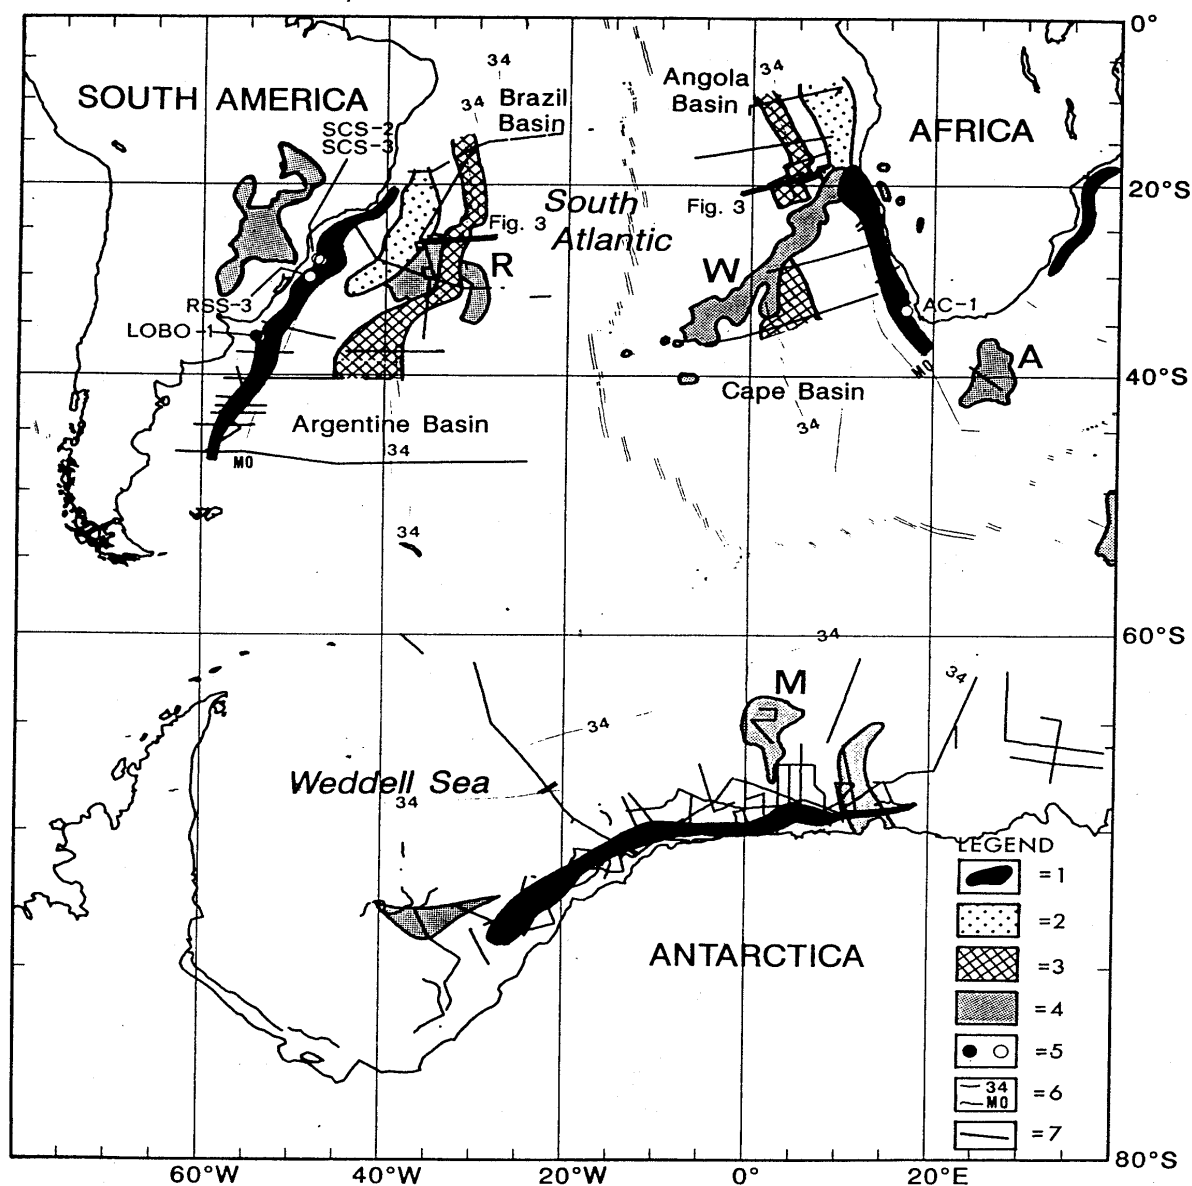 0°
SOUTH AMERICA
SCS-2
SCS-3
34
34
Brazil
Basin
Angola
Basin
34
AFRICA
20°S
Fig. 3
South
Atlantic
Fig. 3
R
W
RSS-3
LOBO-1
AC-1
MO
A
40°S
Cape Basin
Argentine Basin
34
34
MO
34
60°S
34
M
34
34
Weddell Sea
34
ANTARCTICA
LEGEND
=1
=2
=3
=4
=5
34
MO
=6
=7
80°S
60°W
40°W
20°W
0°
20°E